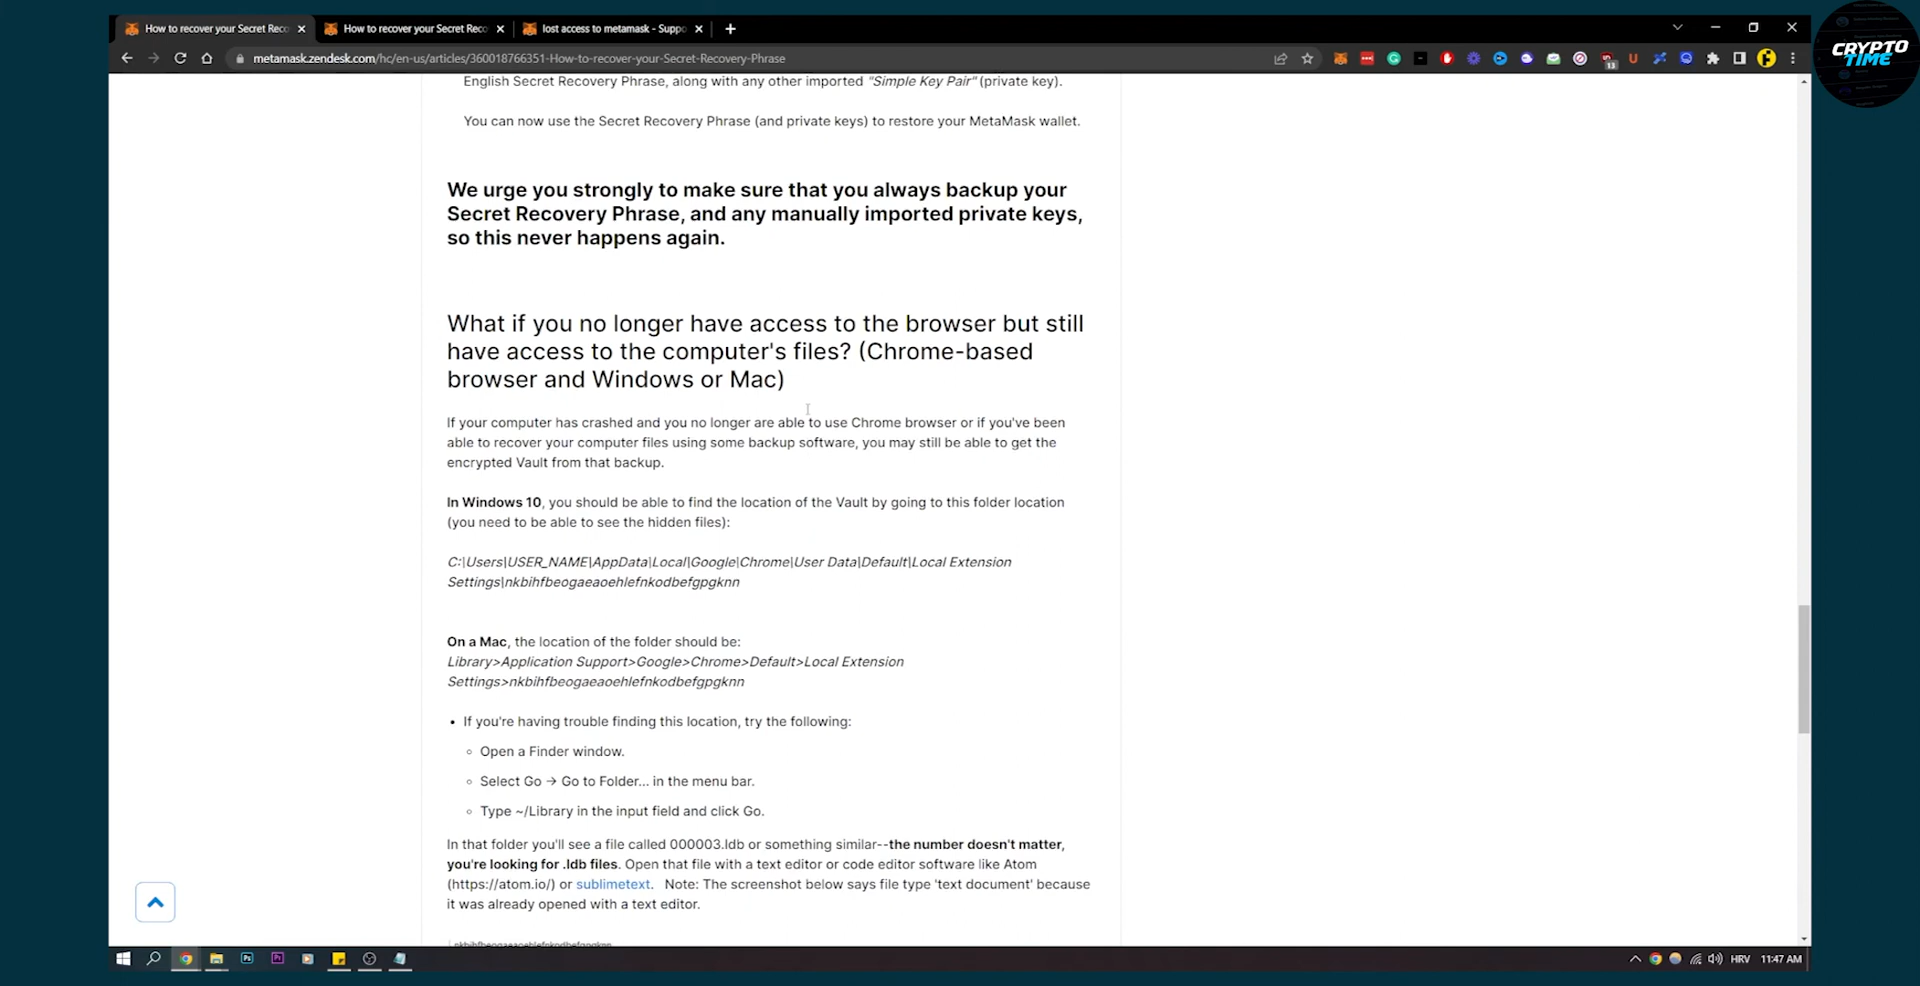 How to recover your Secret Reco
How to recover your Secret Reco
lost access to metamask - Suppo
metamask.zendesk.com/hc/en-us/articles/360018766351-How-to-recover-your-Secret-Recovery-Phrase
13
CRYPTO
TIME
English Secret Recovery Phrase, along with any other imported "Simple Key Pair" (private key).
You can now use the Secret Recovery Phrase (and private keys) to restore your MetaMask wallet.
We urge you strongly to make sure that you always backup your
Secret Recovery Phrase, and any manually imported private keys,
so this never happens again.
What if you no longer have access to the browser but still
have access to the computer's files? (Chrome-based
browser and Windows or Mac)
If your computer has crashed and you no longer are able to use Chrome browser or if you've been
able to recover your computer files using some backup software, you may still be able to get the
encrypted Vault from that backup.
In Windows 10, you should be able to find the location of the Vault by going to this folder location
(you need to be able to see the hidden files):
C:\Users\USER_NAME\AppData\Local\Google\Chrome\User Data\Default\Local Extension
Settings\nkbihfbeogaeaoehlefnkodbefgpgknn
On a Mac, the location of the folder should be:
Library>Application Support>Google>Chrome>Default>Local Extension
Settings>nkbihfbeogaeaoehlefnkodbefgpgknn
• If you're having trouble finding this location, try the following:
◦ Open a Finder window.
◦ Select Go → Go to Folder... in the menu bar.
◦ Type ~/Library in the input field and click Go.
In that folder you'll see a file called 000003.ldb or something similar--the number doesn't matter,
you're looking for .ldb files. Open that file with a text editor or code editor software like Atom
(https://atom.io/) or sublimetext. Note: The screenshot below says file type 'text document' because
it was already opened with a text editor.
nkbihfbeogaeaoehlefnkodbefgpgknn
Ps
Pr
HRV
11:47 AM